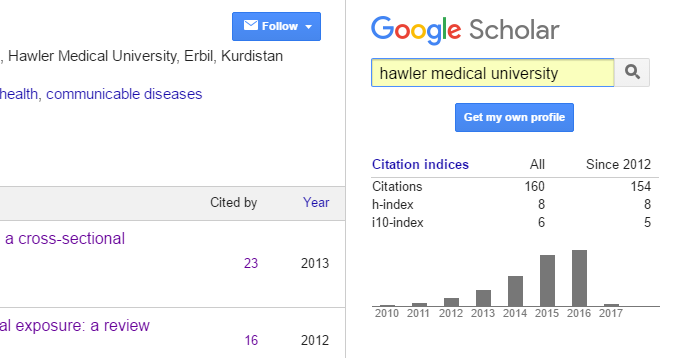 Follow
, Hawler Medical University, Erbil, Kurdistan
health, communicable diseases
Cited by Year
a cross-sectional
23 2013
al exposure: a review
16 2012
Google Scholar
hawler medical university
Get my own profile
Citation indices All Since 2012
Citations 160 154
h-index 8 8
i10-index 6 5
2010 2011 2012 2013 2014 2015 2016 2017